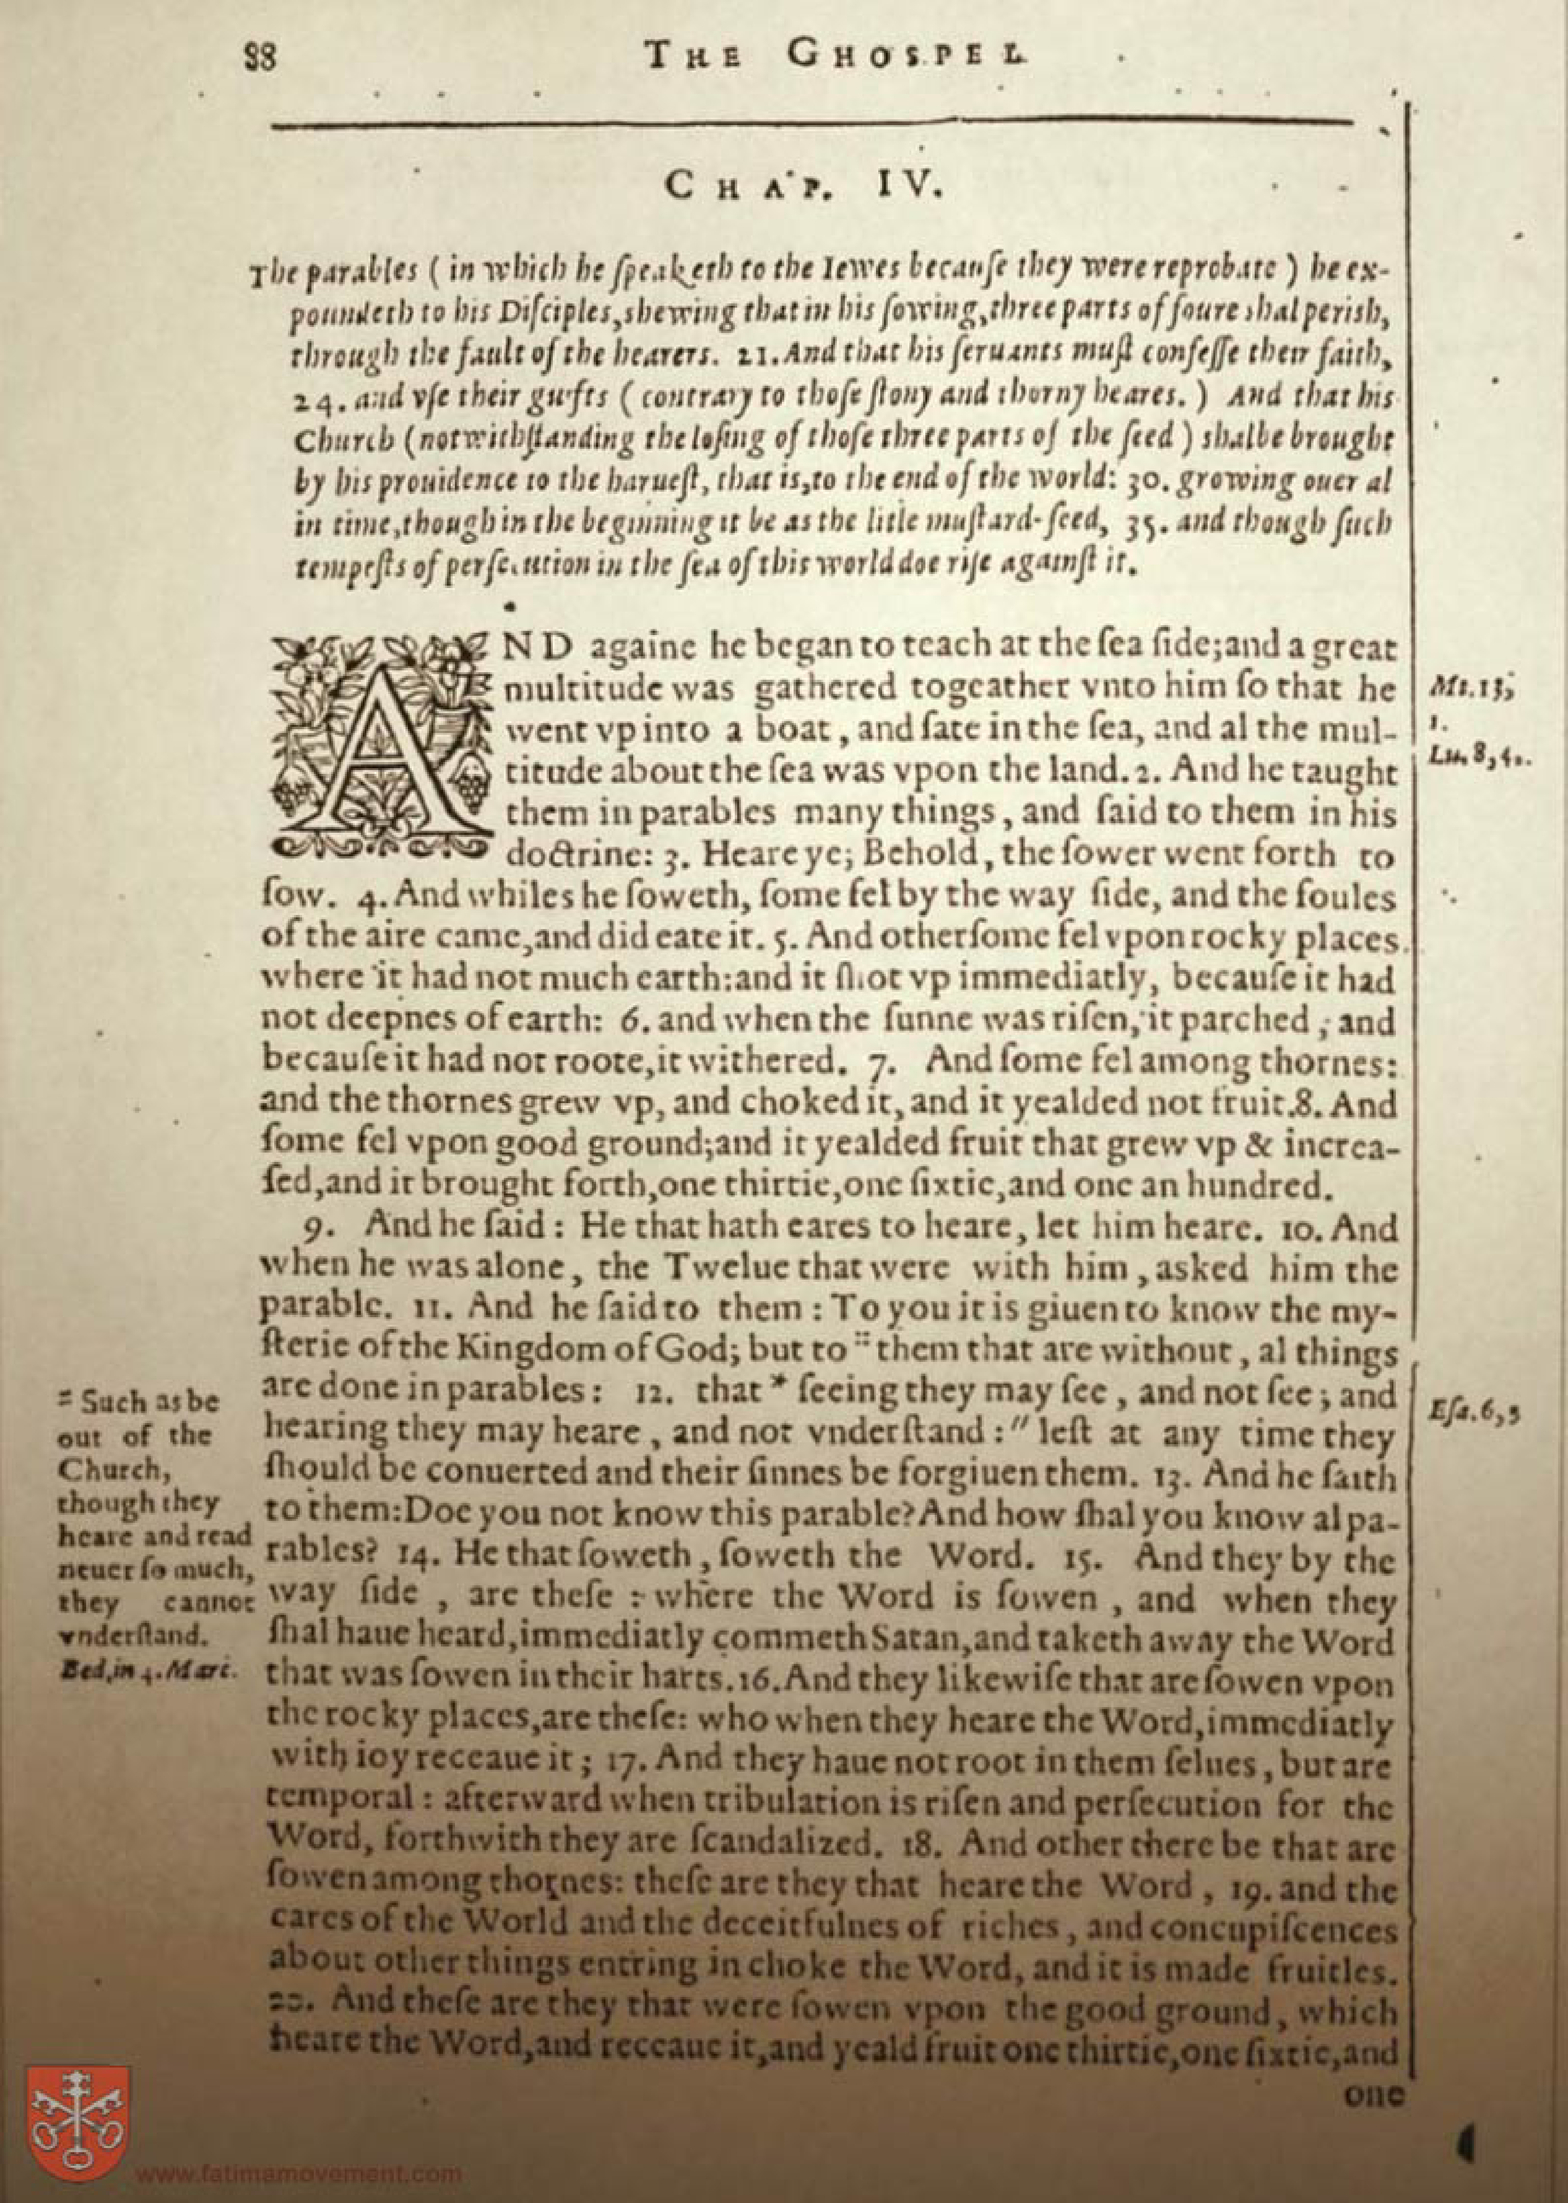 88 THE GHOSPEL
CHAP. IV.
The parables ( in which he ſpeaketh to the Iewes becauſe they were reprobate ) he ex-
poundeth to his Diſciples, shewing that in his ſowing, three parts of foure shal perish,
through the fault of the hearers. 21. And that his ſeruants muſt confeſſe their faith,
24. and vſe their guifts ( contrary to thoſe ſtony and thorny heares. ) And that his
Church (notwithſtanding the loſing of thoſe three parts of the ſeed ) shalbe brought
by his prouidence to the harueſt, that is, to the end of the world: 30. growing ouer al
in time, though in the beginning it be as the litle muſtard-ſeed, 35. and though ſuch
tempeſts of perſecution in the ſea of this world doe riſe againſt it.
AND againe he began to teach at the ſea ſide; and a great
multitude was gathered togeather vnto him ſo that he
went vp into a boat, and ſate in the ſea, and al the mul-
titude about the ſea was vpon the land. 2. And he taught
them in parables many things, and ſaid to them in his
doctrine: 3. Heare ye; Behold, the ſower went forth to
ſow. 4. And whiles he ſoweth, ſome fel by the way ſide, and the foules
of the aire came, and did eate it. 5. And otherſome fel vpon rocky places
where it had not much earth: and it ſhot vp immediatly, becauſe it had
not deepnes of earth: 6. and when the ſunne was riſen, it parched, and
becauſe it had not roote, it withered. 7. And ſome fel among thornes:
and the thornes grew vp, and choked it, and it yealded not fruit. 8. And
ſome fel vpon good ground; and it yealded fruit that grew vp & increa-
ſed, and it brought forth, one thirtie, one ſixtie, and one an hundred.
9. And he ſaid: He that hath eares to heare, let him heare. 10. And
when he was alone, the Twelue that were with him, asked him the
parable. 11. And he ſaid to them: To you it is giuen to know the my-
ſterie of the Kingdom of God; but to :: them that are without, al things
are done in parables: 12. that * ſeeing they may ſee, and not ſee; and
hearing they may heare, and not vnderſtand: " leſt at any time they
ſhould be conuerted and their ſinnes be forgiuen them. 13. And he ſaith
to them: Doe you not know this parable? And how ſhal you know al pa-
rables? 14. He that ſoweth, ſoweth the Word. 15. And they by the
way ſide, are theſe: where the Word is ſowen, and when they
ſhal haue heard, immediatly commeth Satan, and taketh away the Word
that was ſowen in their harts. 16. And they likewiſe that are ſowen vpon
the rocky places, are theſe: who when they heare the Word, immediatly
with ioy receaue it; 17. And they haue not root in them ſelues, but are
temporal: afterward when tribulation is riſen and perſecution for the
Word, forthwith they are ſcandalized. 18. And other there be that are
ſowen among thornes: theſe are they that heare the Word, 19. and the
cares of the World and the deceitfulnes of riches, and concupiſcences
about other things entring in choke the Word, and it is made fruitles.
20. And theſe are they that were ſowen vpon the good ground, which
heare the Word, and receaue it, and yeald fruit one thirtie, one ſixtie, and
one
Mt. 13,
1.
Lu. 8, 4.
Eſa. 6, 9
:: Such as be
out of the
Church,
though they
heare and read
neuer ſo much,
they cannot
vnderſtand.
Bed, in 4. Marc.
www.fatimamovement.com